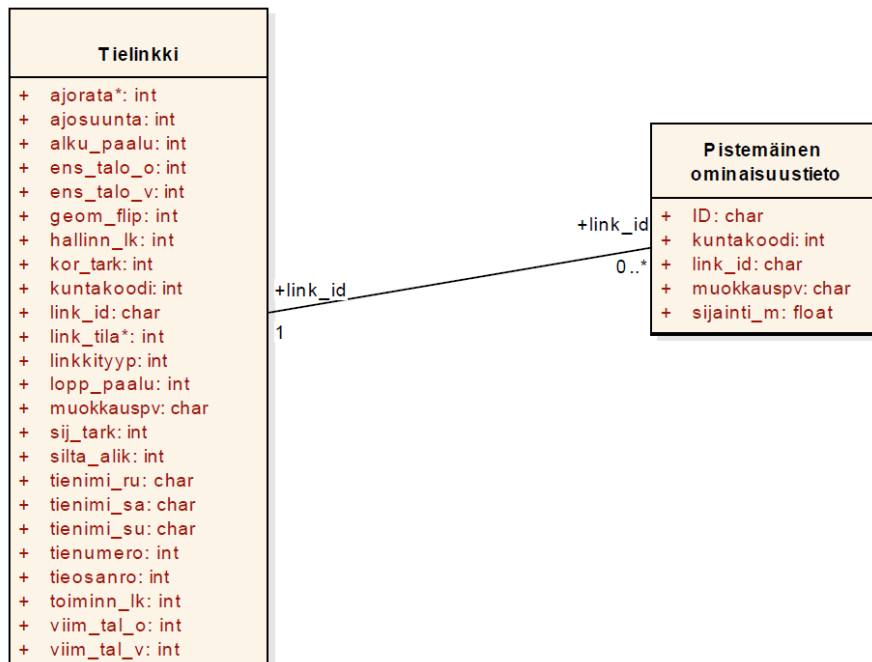 Tielinkki
+ ajorata*: int
+ ajosuunta: int
+ alku_paalu: int
+ ens_talo_o: int
+ ens_talo_v: int
+ geom_flip: int
+ hallinn_lk: int
+ kor_tark: int
+ kuntakoodi: int
+ link_id: char
+ link_tila*: int
+ linkkityyp: int
+ lopp_paalu: int
+ muokkauspv: char
+ sij_tark: int
+ silta_alik: int
+ tienimi_ru: char
+ tienimi_sa: char
+ tienimi_su: char
+ tienumero: int
+ tieosanro: int
+ toiminn_lk: int
+ viim_tal_o: int
+ viim_tal_v: int
+link_id
1
+link_id
0..*
Pistemäinen
ominaisuustieto
+ ID: char
+ kuntakoodi: int
+ link_id: char
+ muokkauspv: char
+ sijainti_m: float